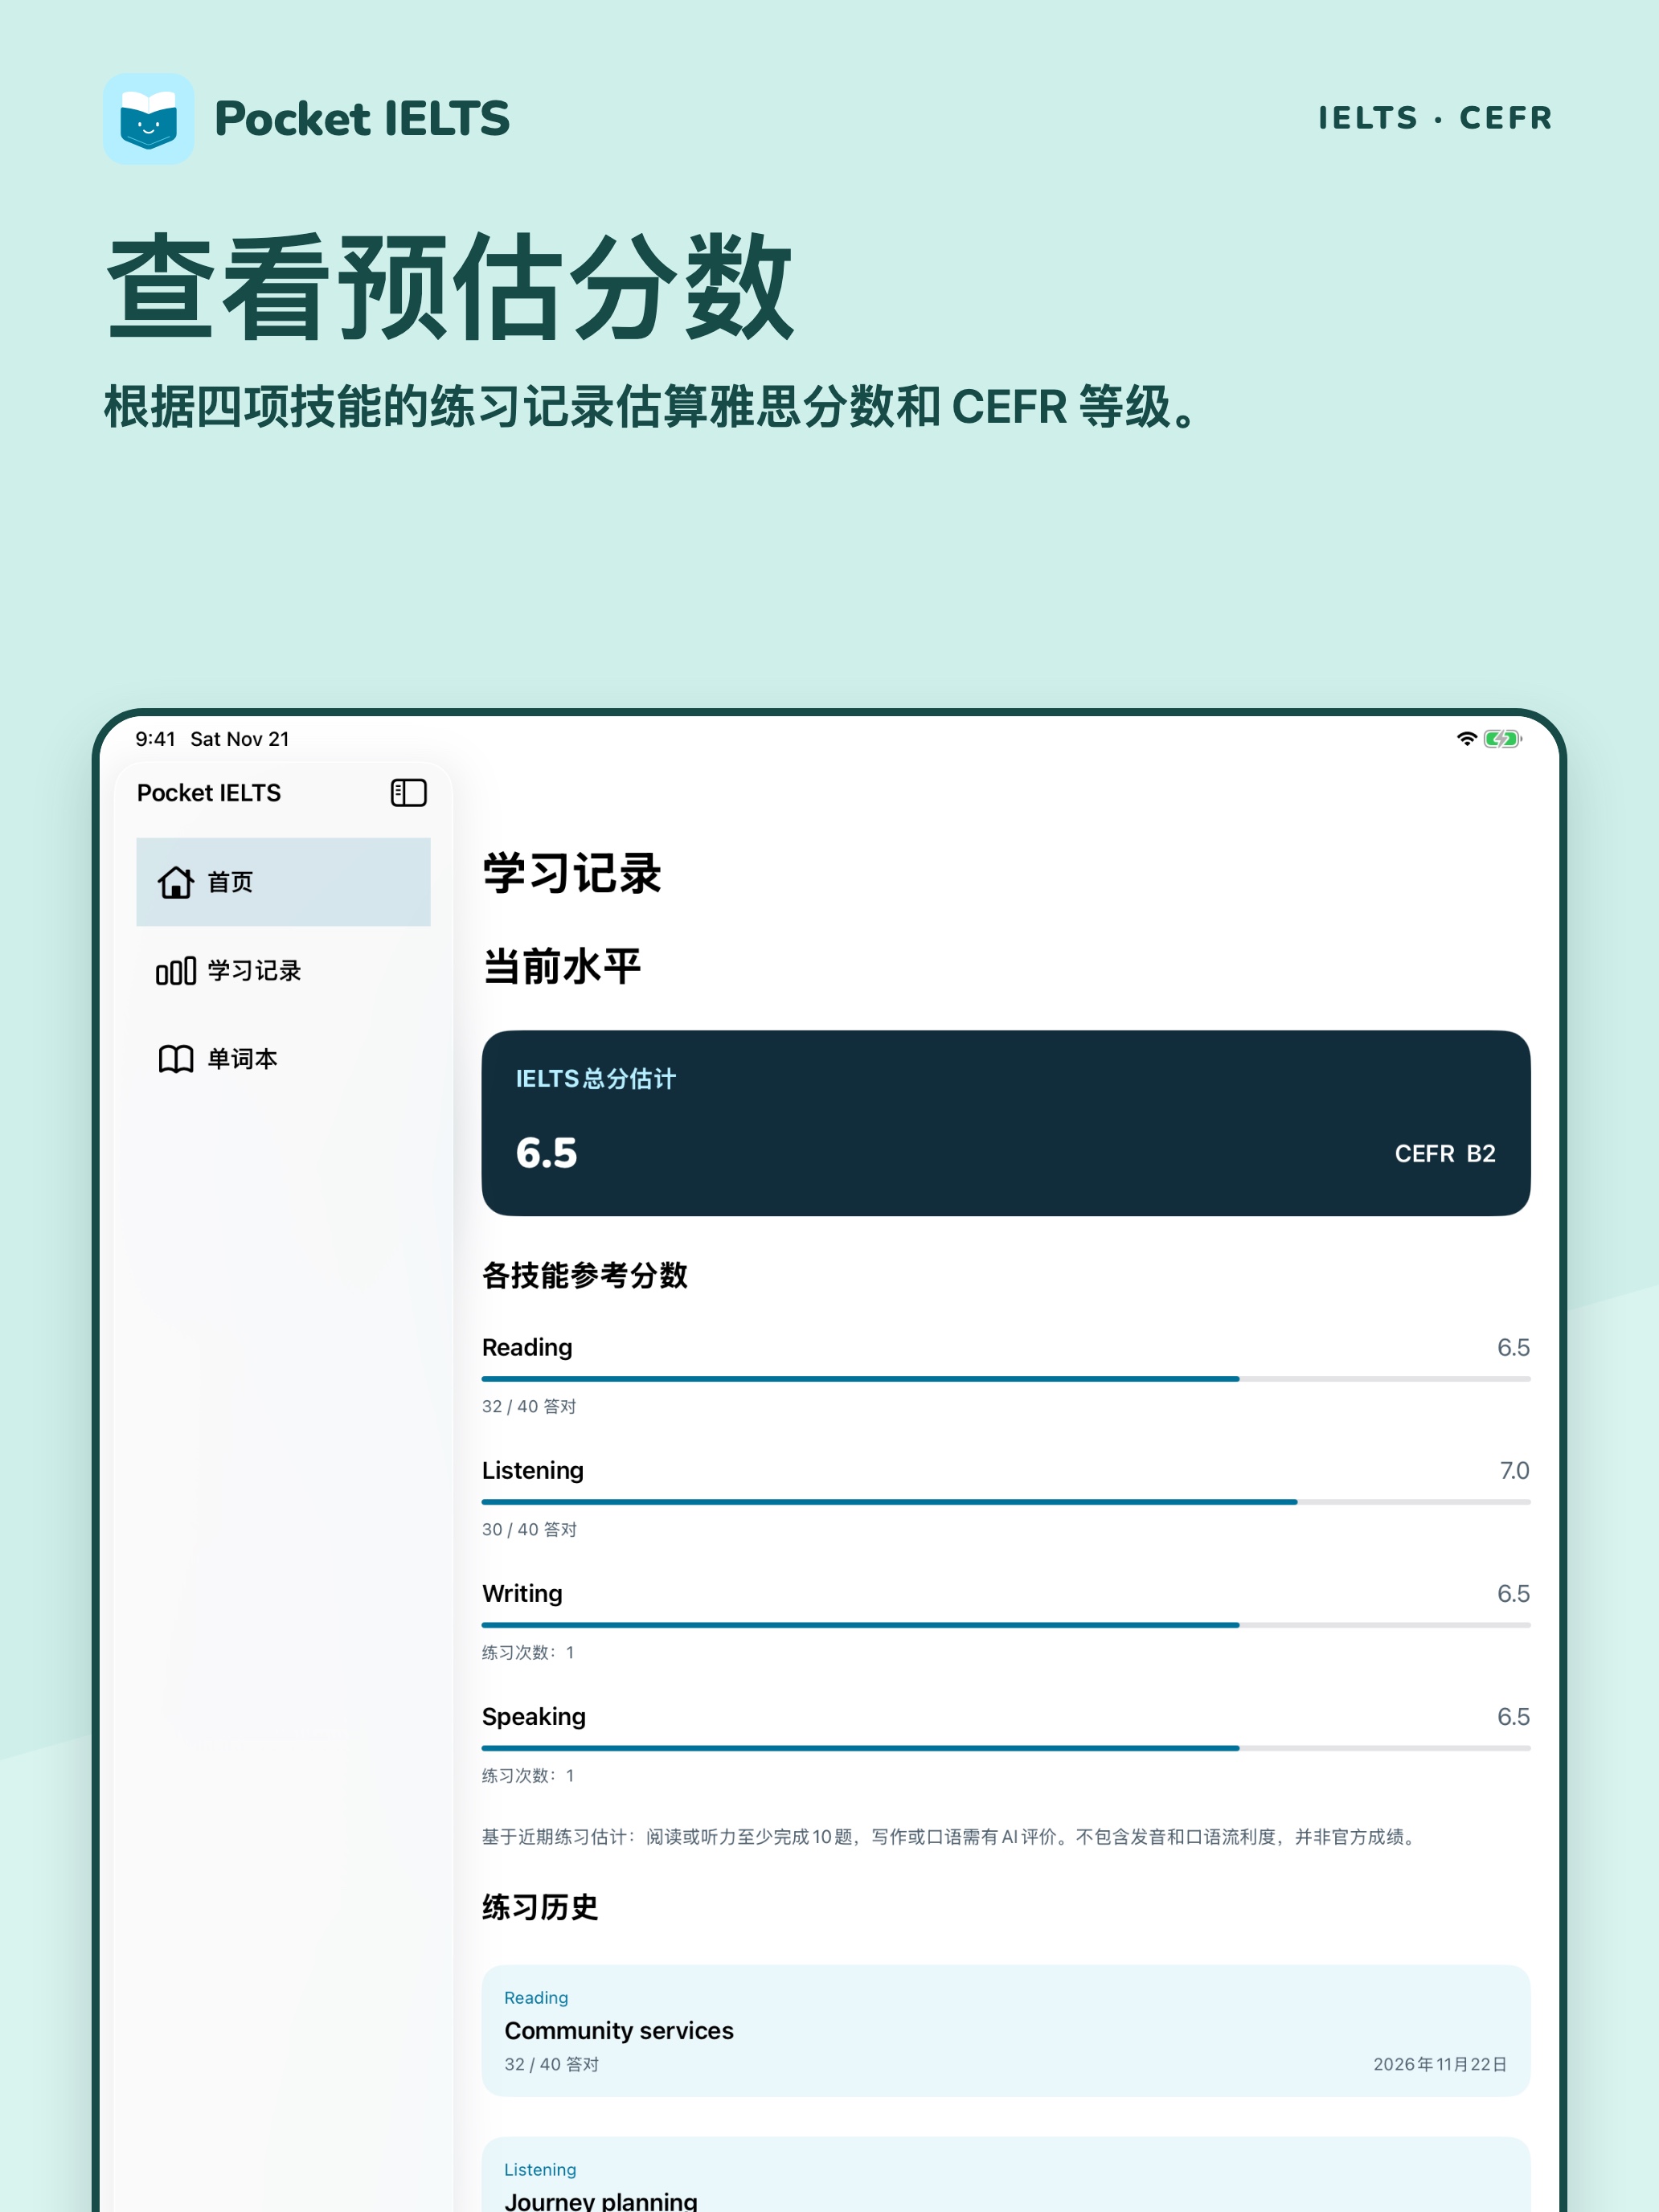 Pocket IELTS
IELTS · CEFR
查看预估分数
根据四项技能的练习记录估算雅思分数和 CEFR 等级。
9:41 Sat Nov 21
Pocket IELTS
首页
学习记录
单词本
学习记录
当前水平
IELTS总分估计
6.5
CEFR B2
各技能参考分数
Reading
6.5
32 / 40 答对
Listening
7.0
30 / 40 答对
Writing
6.5
练习次数：1
Speaking
6.5
练习次数：1
基于近期练习估计：阅读或听力至少完成10题，写作或口语需有AI评价。不包含发音和口语流利度，并非官方成绩。
练习历史
Reading
Community services
32 / 40 答对
2026年11月22日
Listening
Journey planning